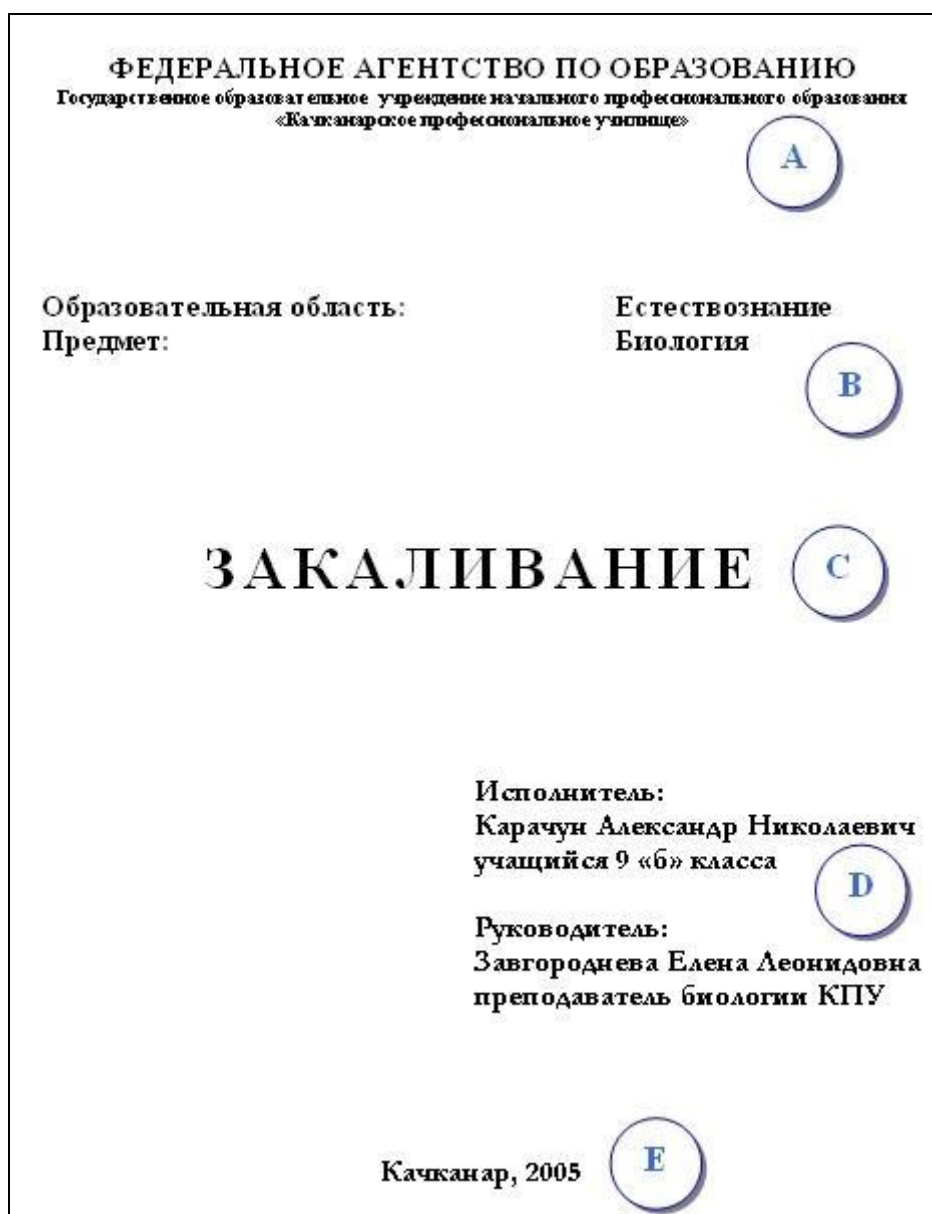 ФЕДЕРАЛЬНОЕ АГЕНТСТВО ПО ОБРАЗОВАНИЮ
Государственное образовательное учреждение начального профессионального образования
«Качканарское профессиональное училище»
A
Образовательная область: Естествознание
Предмет: Биология
B
ЗАКАЛИВАНИЕ C
Исполнитель:
Карачун Александр Николаевич
учащийся 9 «б» класса
D
Руководитель:
Завгороднева Елена Леонидовна
преподаватель биологии КПУ
Качканар, 2005 E